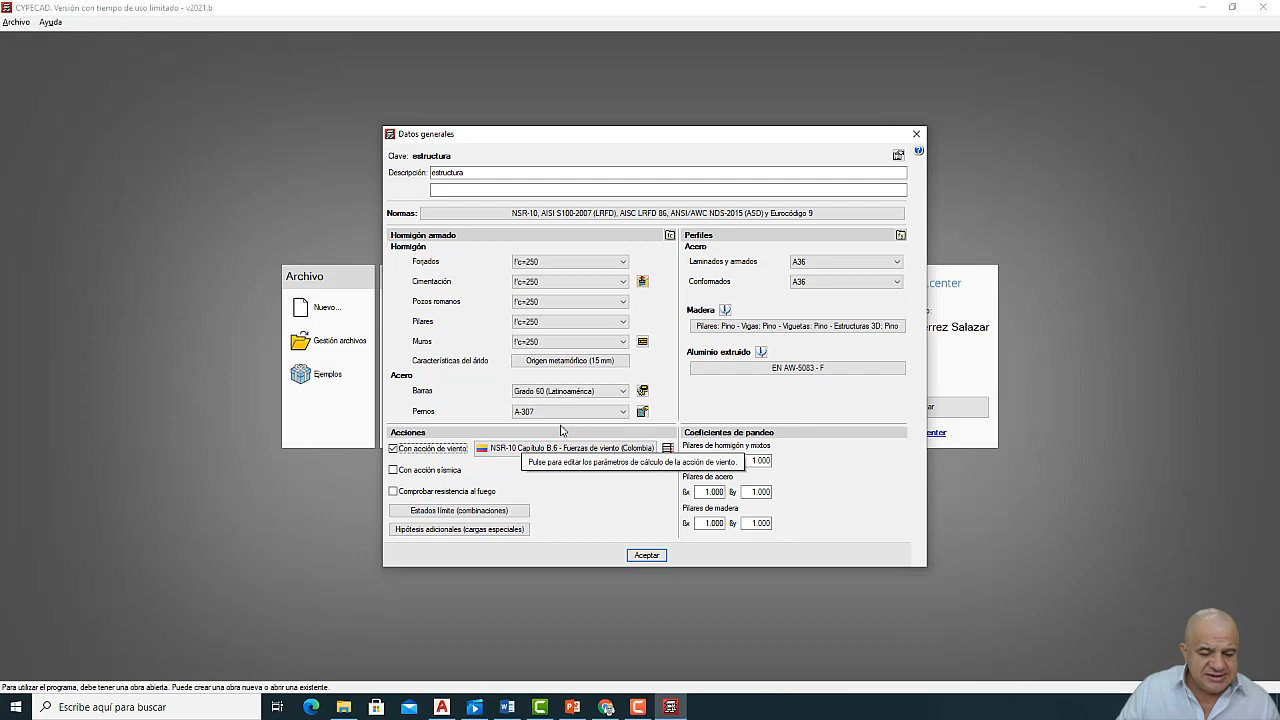 CYPECAD. Versión con tiempo de uso limitado - v2021.b
Archivo Ayuda
Datos generales
Clave: estructura
Descripción: estructura
Normas: NSR-10, AISI S100-2007 (LRFD), AISC LRFD 86, ANSI/AWC NDS-2015 (ASD) y Eurocódigo 9
Hormigón armado
Hormigón
Forjados f'c=250
Cimentación f'c=250
Pozos romanos f'c=250
Pilares f'c=250
Muros f'c=250
Características del árido Origen metamórfico (15 mm)
Acero
Barras Grado 60 (Latinoamérica)
Pernos A-307
Perfiles
Acero
Laminados y armados A36
Conformados A36
Madera
Pilares: Pino - Vigas: Pino - Viguetas: Pino - Estructuras 3D: Pino
Aluminio extruido
EN AW-5083 - F
Acciones
Con acción de viento NSR-10 Capítulo B.6 - Fuerzas de viento (Colombia)
Pulse para editar los parámetros de cálculo de la acción de viento.
Con acción sísmica
Comprobar resistencia al fuego
Estados límite (combinaciones)
Hipótesis adicionales (cargas especiales)
Coeficientes de pandeo
Pilares de hormigón y mixtos
1.000
Pilares de acero
ßx 1.000 ßy 1.000
Pilares de madera
ßx 1.000 ßy 1.000
Aceptar
Archivo
Nuevo...
Gestión archivos
Ejemplos
.center
o:
rrez Salazar
ar
enter
Para utilizar el programa, debe tener una obra abierta. Puede crear una obra nueva o abrir una existente.
Escribe aquí para buscar